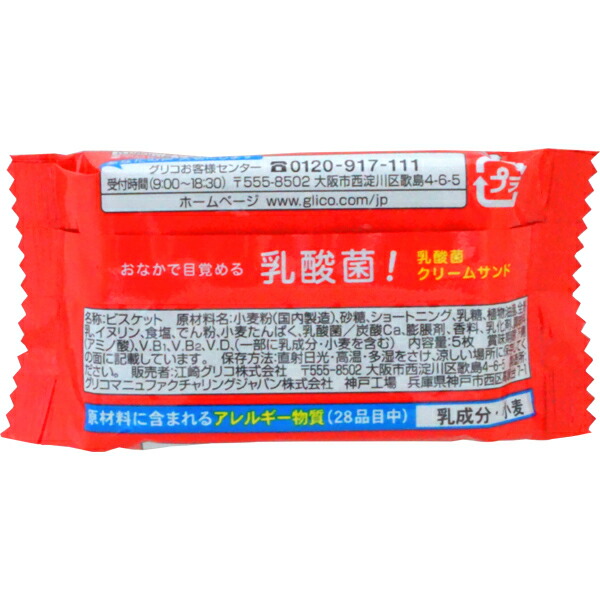 グリコお客様センター ☎0120-917-111
受付時間(9:00〜18:30) 〒555-8502 大阪市西淀川区歌島4-6-5
ホームページ www.glico.com/jp
プラ
おなかで目覚める 乳酸菌! 乳酸菌
クリームサンド
名称:ビスケット 原材料名:小麦粉(国内製造)、砂糖、ショートニング、乳糖、植物油脂、全粉
乳、イヌリン、食塩、でん粉、小麦たんぱく、乳酸菌/炭酸Ca、膨脹剤、香料、乳化剤、
(アミノ酸)、V.B₁、V.B₂、V.D、(一部に乳成分・小麦を含む) 内容量:5枚 賞味期限:
の面に記載しています。 保存方法:直射日光・高温・多湿をさけ、涼しい場所に
ください。 販売者:江崎グリコ株式会社 〒555-8502 大阪市西淀川区歌島4-6-5
グリコマニュファクチャリングジャパン株式会社 神戸工場 兵庫県神戸市西区
原材料に含まれるアレルギー物質(28品目中) 乳成分・小麦